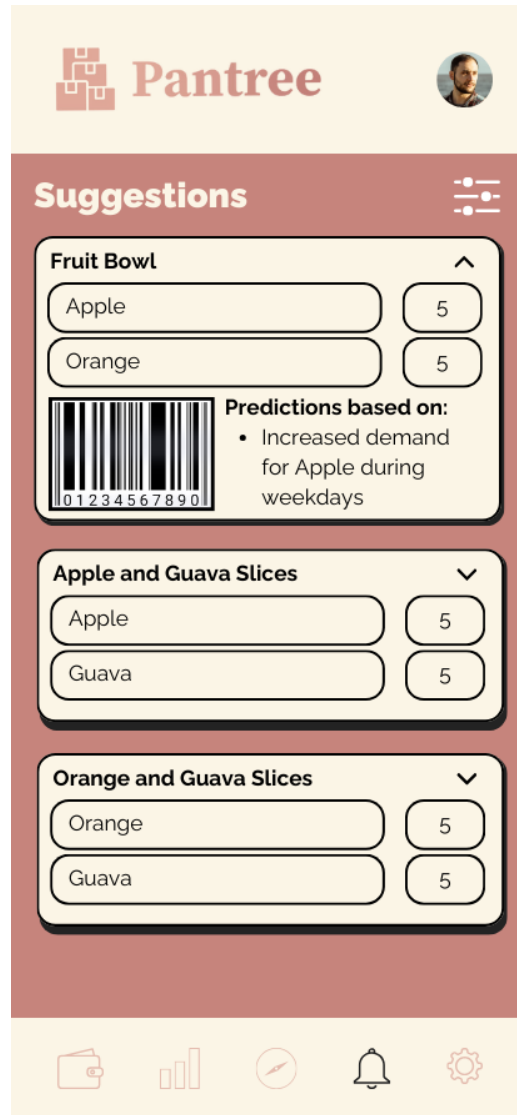 Pantree
Suggestions
Fruit Bowl
Apple 5
Orange 5
Predictions based on:
• Increased demand
for Apple during
weekdays
01234567890
Apple and Guava Slices
Apple 5
Guava 5
Orange and Guava Slices
Orange 5
Guava 5